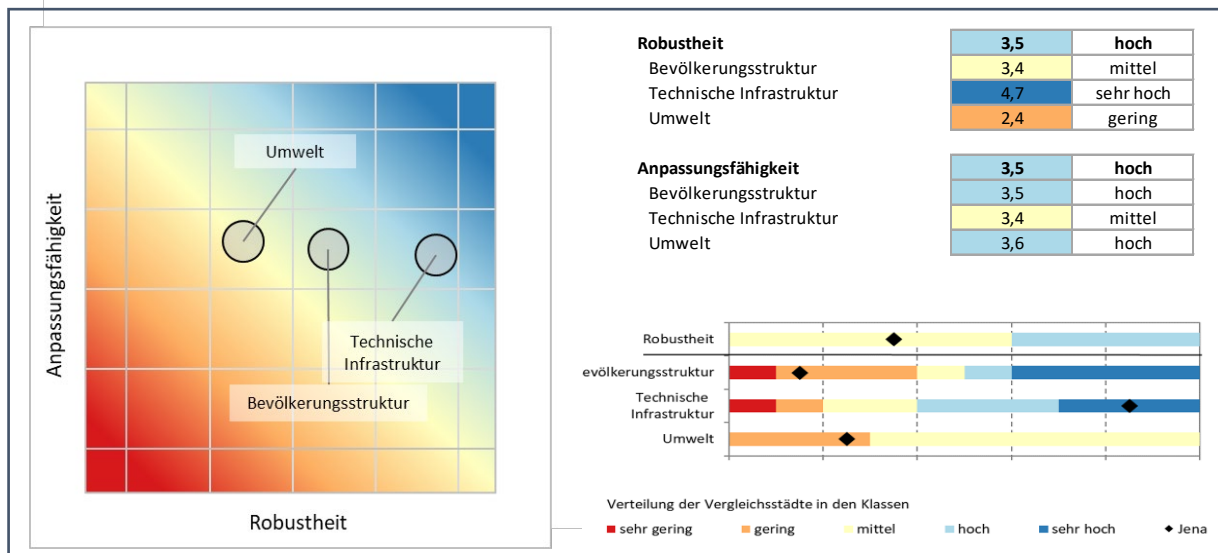 Anpassungsfähigkeit
Umwelt
Technische
Infrastruktur
Bevölkerungsstruktur
Robustheit
Robustheit 3,5 hoch
Bevölkerungsstruktur 3,4 mittel
Technische Infrastruktur 4,7 sehr hoch
Umwelt 2,4 gering
Anpassungsfähigkeit 3,5 hoch
Bevölkerungsstruktur 3,5 hoch
Technische Infrastruktur 3,4 mittel
Umwelt 3,6 hoch
Robustheit
evölkerungsstruktur
Technische
Infrastruktur
Umwelt
Verteilung der Vergleichsstädte in den Klassen
sehr gering gering mittel hoch sehr hoch Jena